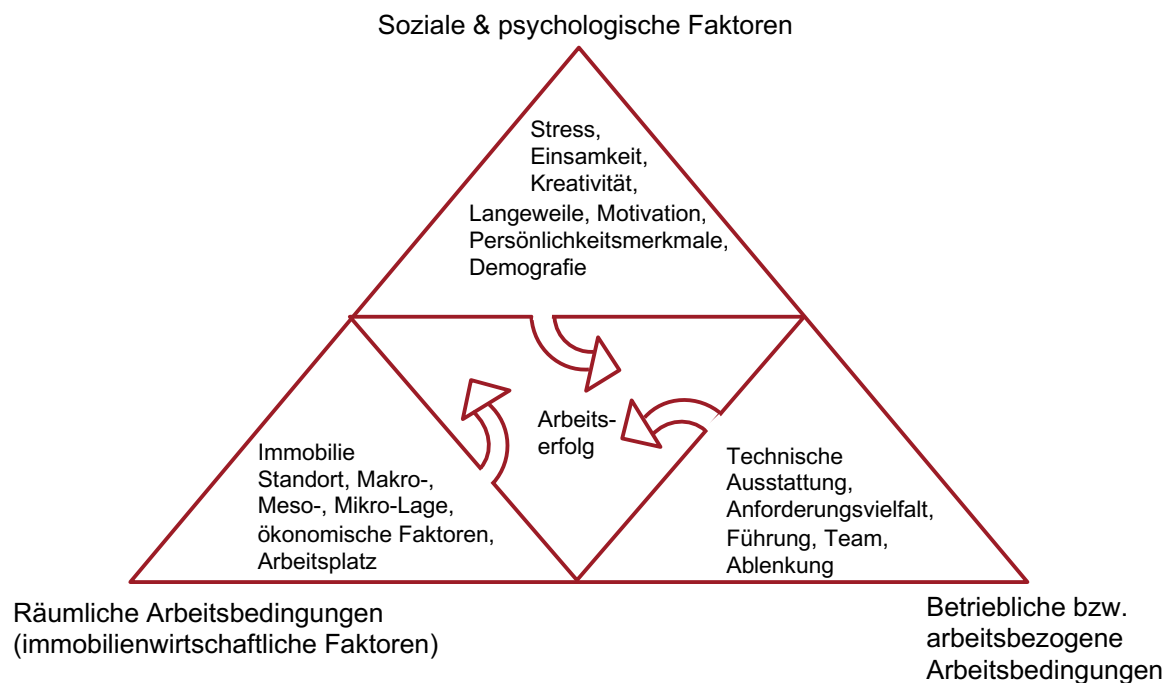 Soziale & psychologische Faktoren
Stress,
Einsamkeit,
Kreativität,
Langeweile, Motivation,
Persönlichkeitsmerkmale,
Demografie
Arbeits-
erfolg
Immobilie
Standort, Makro-,
Meso-, Mikro-Lage,
ökonomische Faktoren,
Arbeitsplatz
Technische
Ausstattung,
Anforderungsvielfalt,
Führung, Team,
Ablenkung
Räumliche Arbeitsbedingungen
(immobilienwirtschaftliche Faktoren)
Betriebliche bzw.
arbeitsbezogene
Arbeitsbedingungen